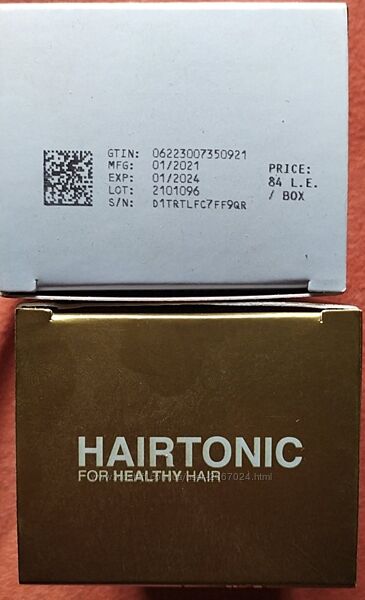 GTIN: 06223007350921
MFG: 01/2021
EXP: 01/2024
LOT: 2101096
S/N: D1TRTLFC7FF9QR
PRICE:
84 L.E.
/ BOX
HAIRTONIC
FOR HEALTHY HAIR